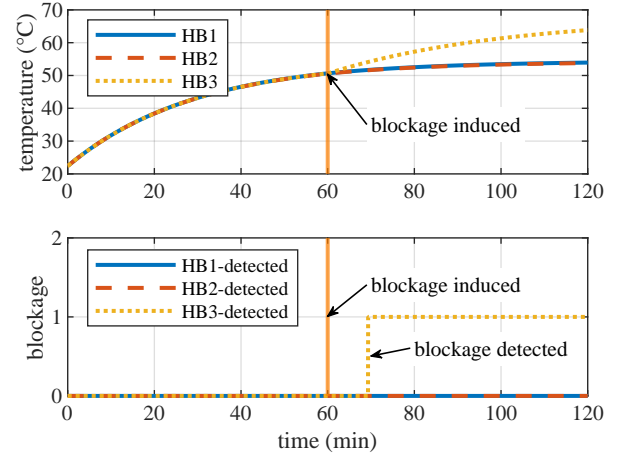 temperature (°C)
70
60
50
40
30
20
HB1
HB2
HB3
blockage induced
0
20
40
60
80
100
120
blockage
2
1
0
HB1-detected
HB2-detected
HB3-detected
blockage induced
blockage detected
0
20
40
60
80
100
120
time (min)